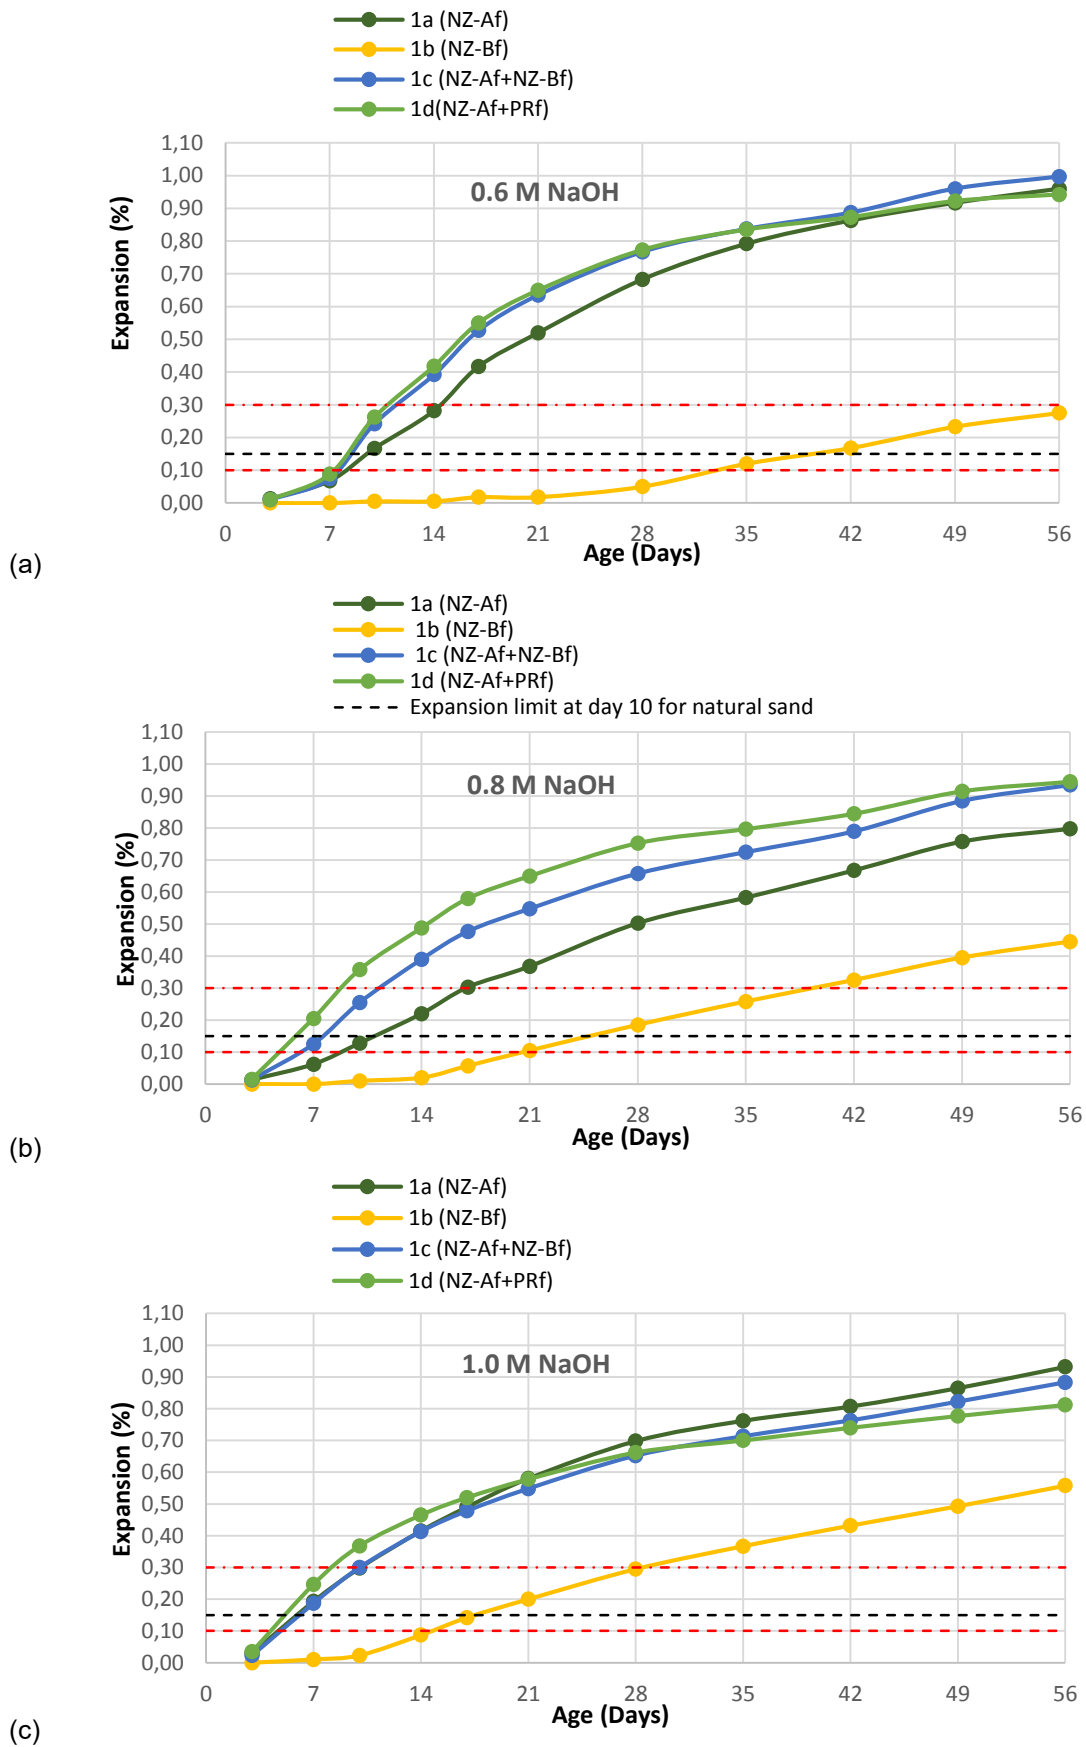 1a (NZ-Af)
1b (NZ-Bf)
1c (NZ-Af+NZ-Bf)
1d(NZ-Af+PRf)
1,10
1,00
0,90
0,80
0,70
0,60
0,50
0,40
0,30
0,20
0,10
0,00
Expansion (%)
0.6 M NaOH
0 7 14 21 28 35 42 49 56
Age (Days)
(a)
1a (NZ-Af)
1b (NZ-Bf)
1c (NZ-Af+NZ-Bf)
1d (NZ-Af+PRf)
Expansion limit at day 10 for natural sand
1,10
1,00
0,90
0,80
0,70
0,60
0,50
0,40
0,30
0,20
0,10
0,00
Expansion (%)
0.8 M NaOH
0 7 14 21 28 35 42 49 56
Age (Days)
(b)
1a (NZ-Af)
1b (NZ-Bf)
1c (NZ-Af+NZ-Bf)
1d (NZ-Af+PRf)
1,10
1,00
0,90
0,80
0,70
0,60
0,50
0,40
0,30
0,20
0,10
0,00
Expansion (%)
1.0 M NaOH
0 7 14 21 28 35 42 49 56
Age (Days)
(c)